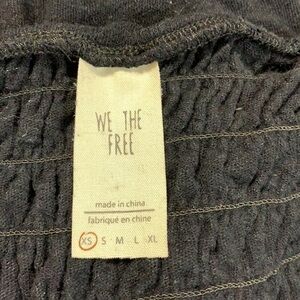 WE THE
FREE
made in china
fabriqué en chine
XS S M L XL